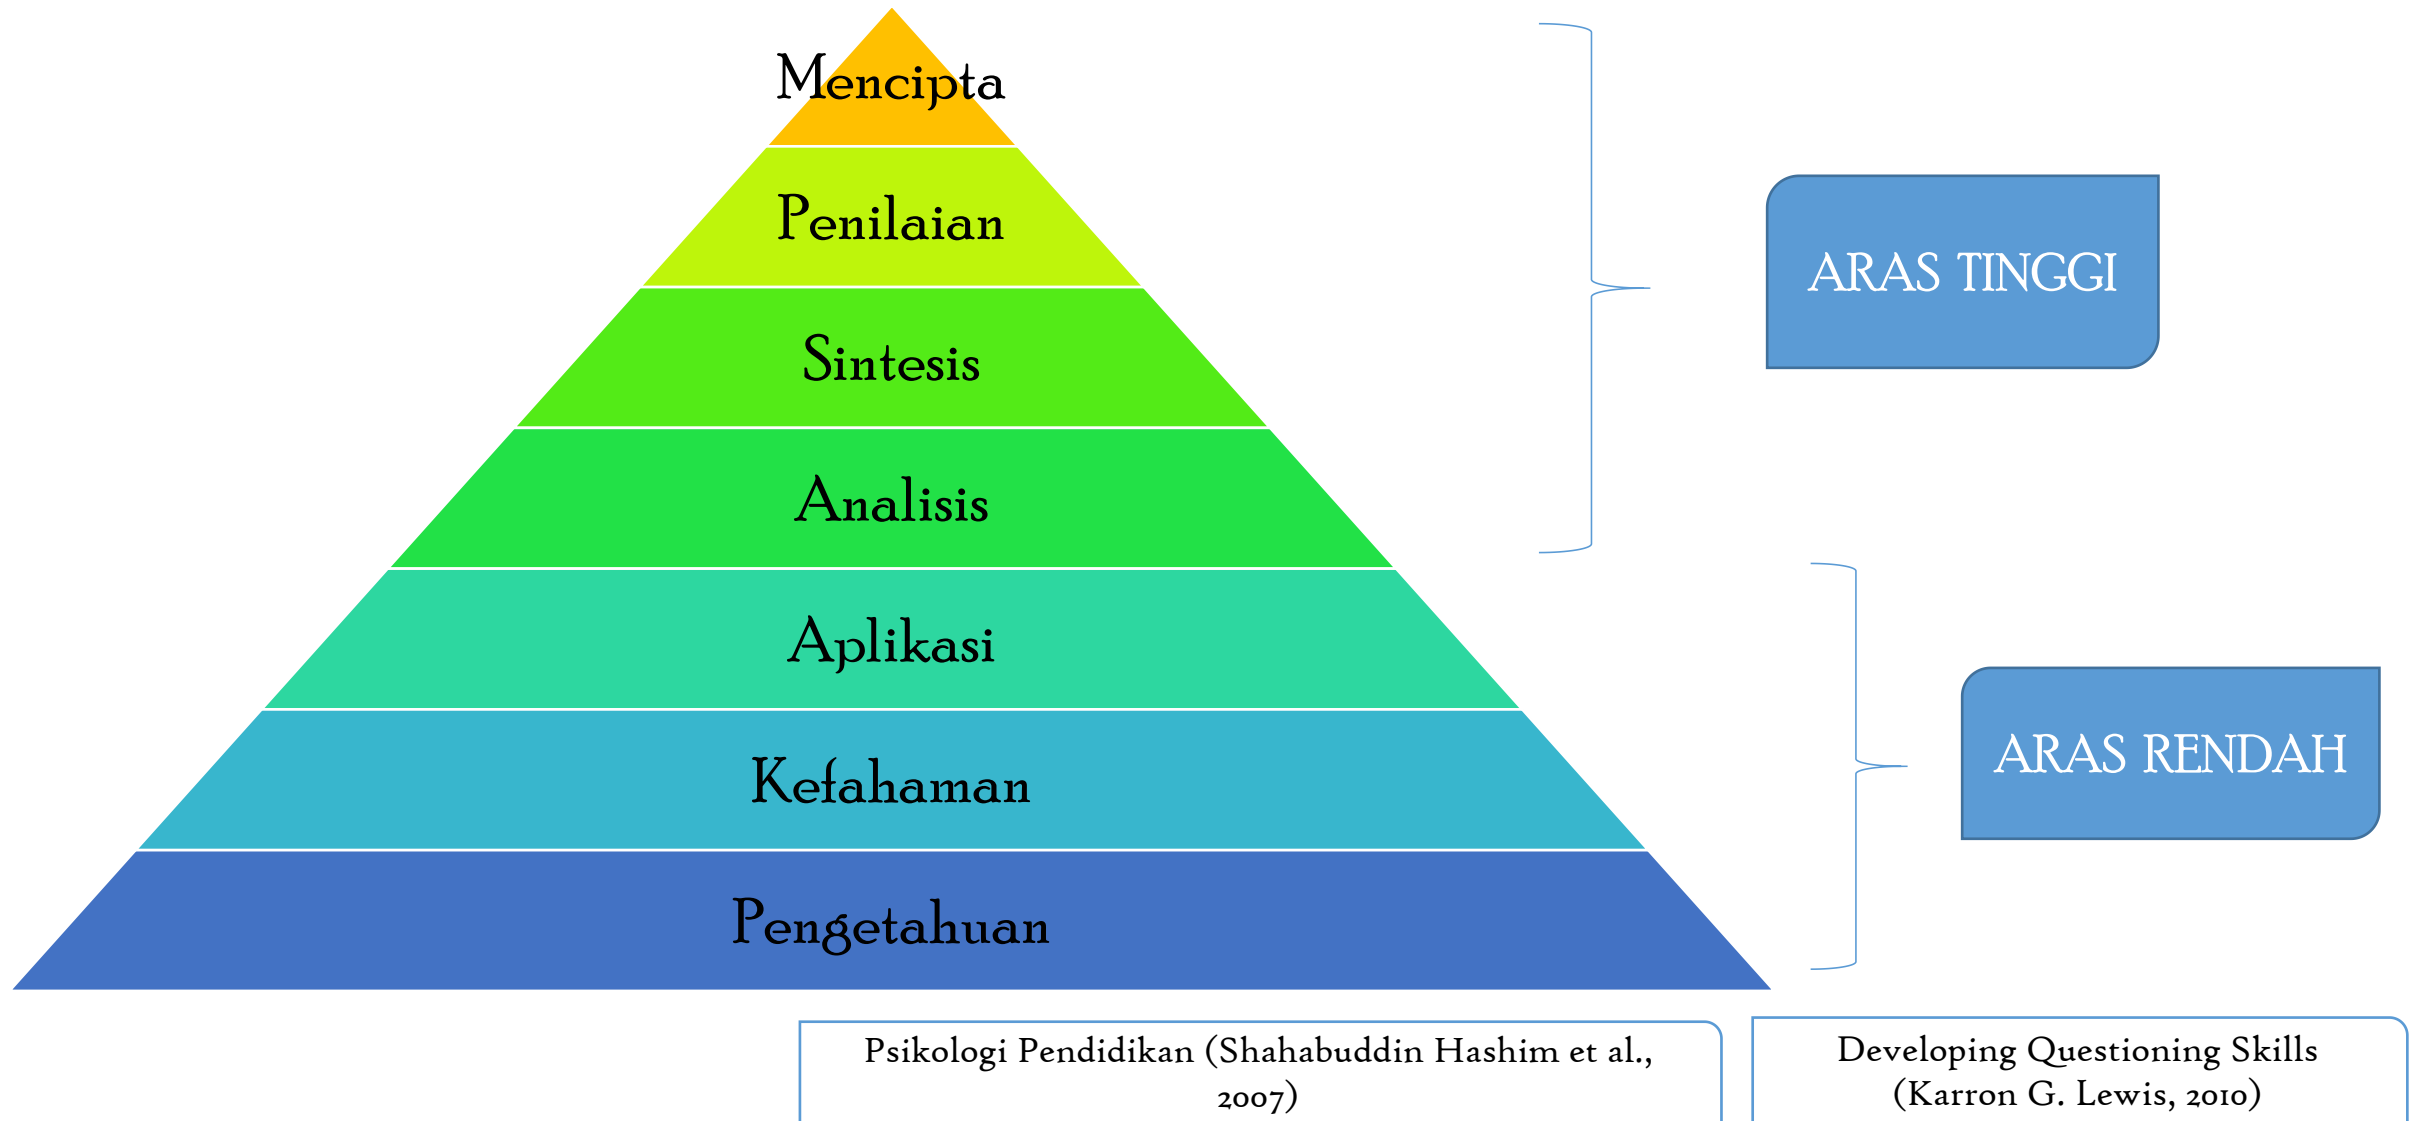 Mencipta
Penilaian
Sintesis
Analisis
Aplikasi
Kefahaman
Pengetahuan
ARAS TINGGI
ARAS RENDAH
Psikologi Pendidikan (Shahabuddin Hashim et al.,
2007)
Developing Questioning Skills
(Karron G. Lewis, 2010)